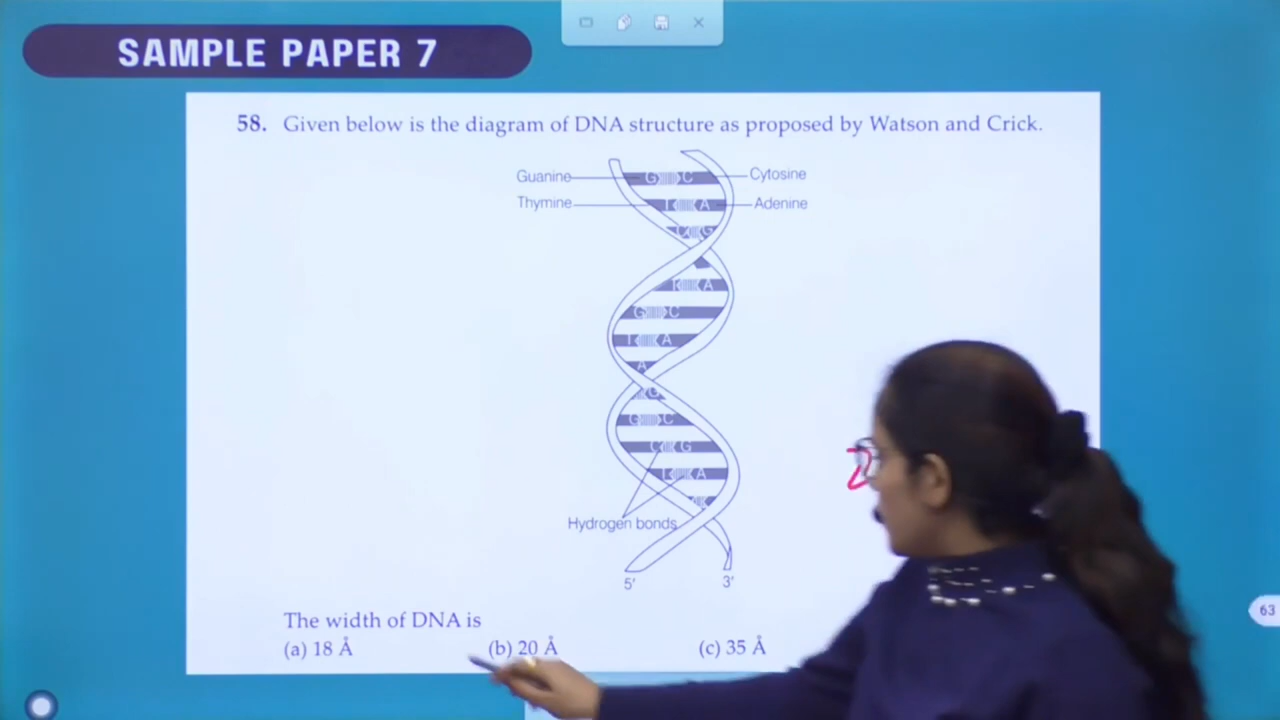 SAMPLE PAPER 7
58. Given below is the diagram of DNA structure as proposed by Watson and Crick.
Guanine G C Cytosine
Thymine T A Adenine
C G
T A
G C
T A
A
G
G C
C G
T A
Hydrogen bonds
5' 3'
The width of DNA is
(a) 18 Å (b) 20 Å (c) 35 Å
63